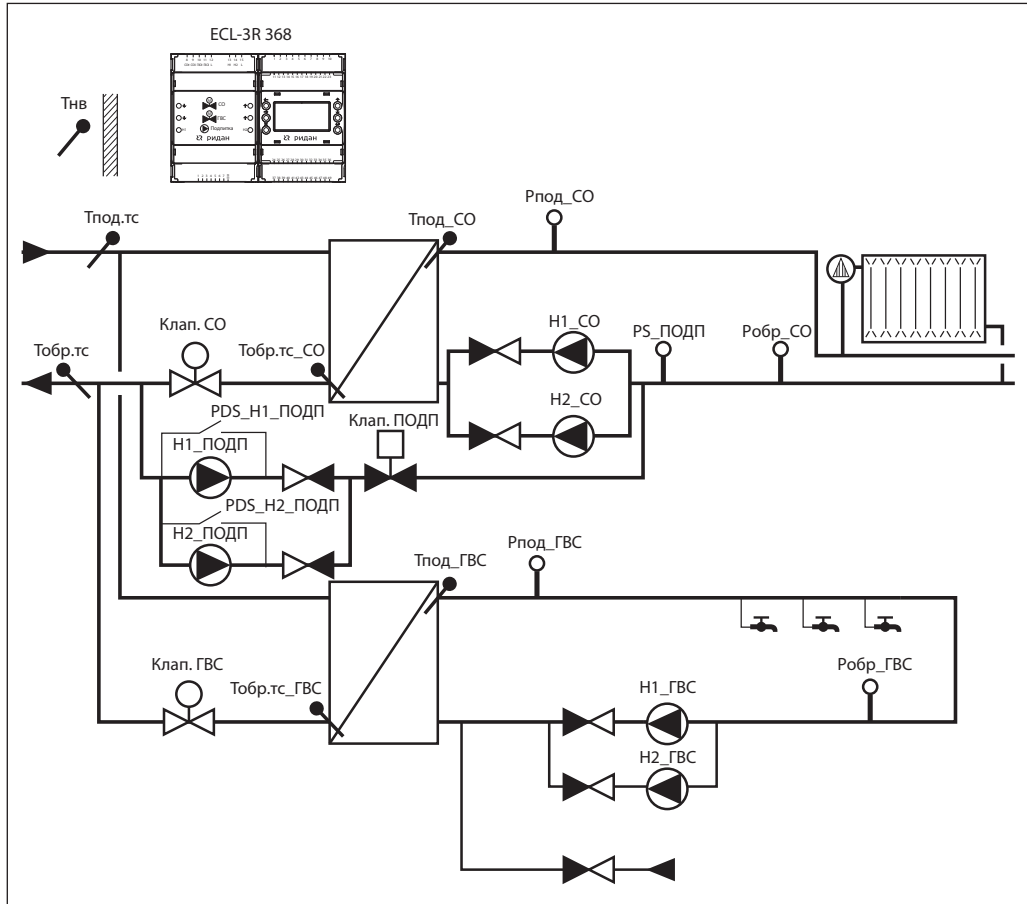 ECL-3R 368
Тнв
СО
ГВС
Подпитка
ридан
ридан
Тпод.тс
Тпод_СО
Рпод_СО
Клап. СО
Н1_СО
PS_ПОДП
Робр_СО
Тобр.тс
Тобр.тс_СО
PDS_Н1_ПОДП
Клап. ПОДП
Н2_СО
Н1_ПОДП
PDS_Н2_ПОДП
Н2_ПОДП
Тпод_ГВС
Рпод_ГВС
Клап. ГВС
Тобр.тс_ГВС
Н1_ГВС
Робр_ГВС
Н2_ГВС